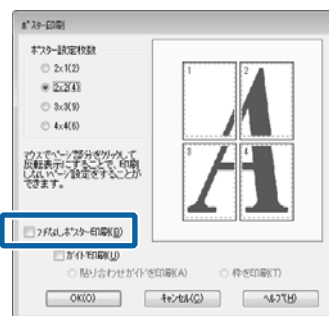 ポスター印刷
ポスター設定枚数
2x1(2)
2x2(4)
3x3(9)
4x4(6)
マウスでページ部分をクリックして
反転表示にすることで、印刷
しないページ設定をすることが
できます。
1
2
3
4
フチなしポスター印刷(B)
ガイド印刷(U)
貼り合わせガイドを印刷(A)
枠を印刷(T)
OK(O)
キャンセル(C)
ヘルプ(H)